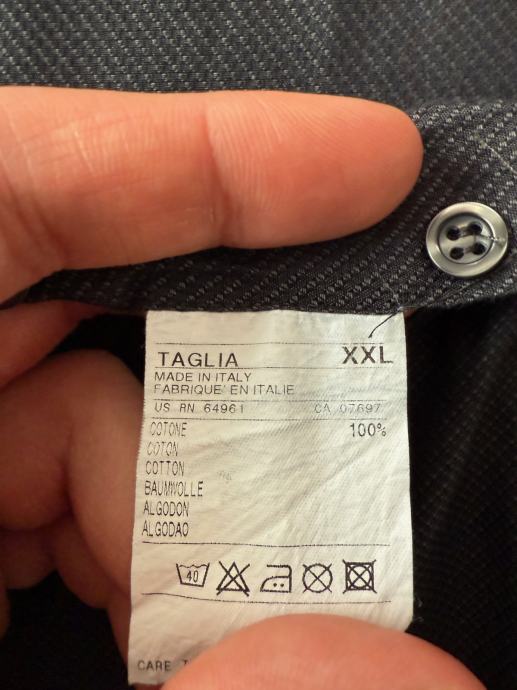 TAGLIA XXL
MADE IN ITALY
FABRIQUE' EN ITALIE
US RN 64961 CA 07697
COTONE 100%
COTON
COTTON
BAUMWOLLE
ALGODON
ALGODAO
40
CARE